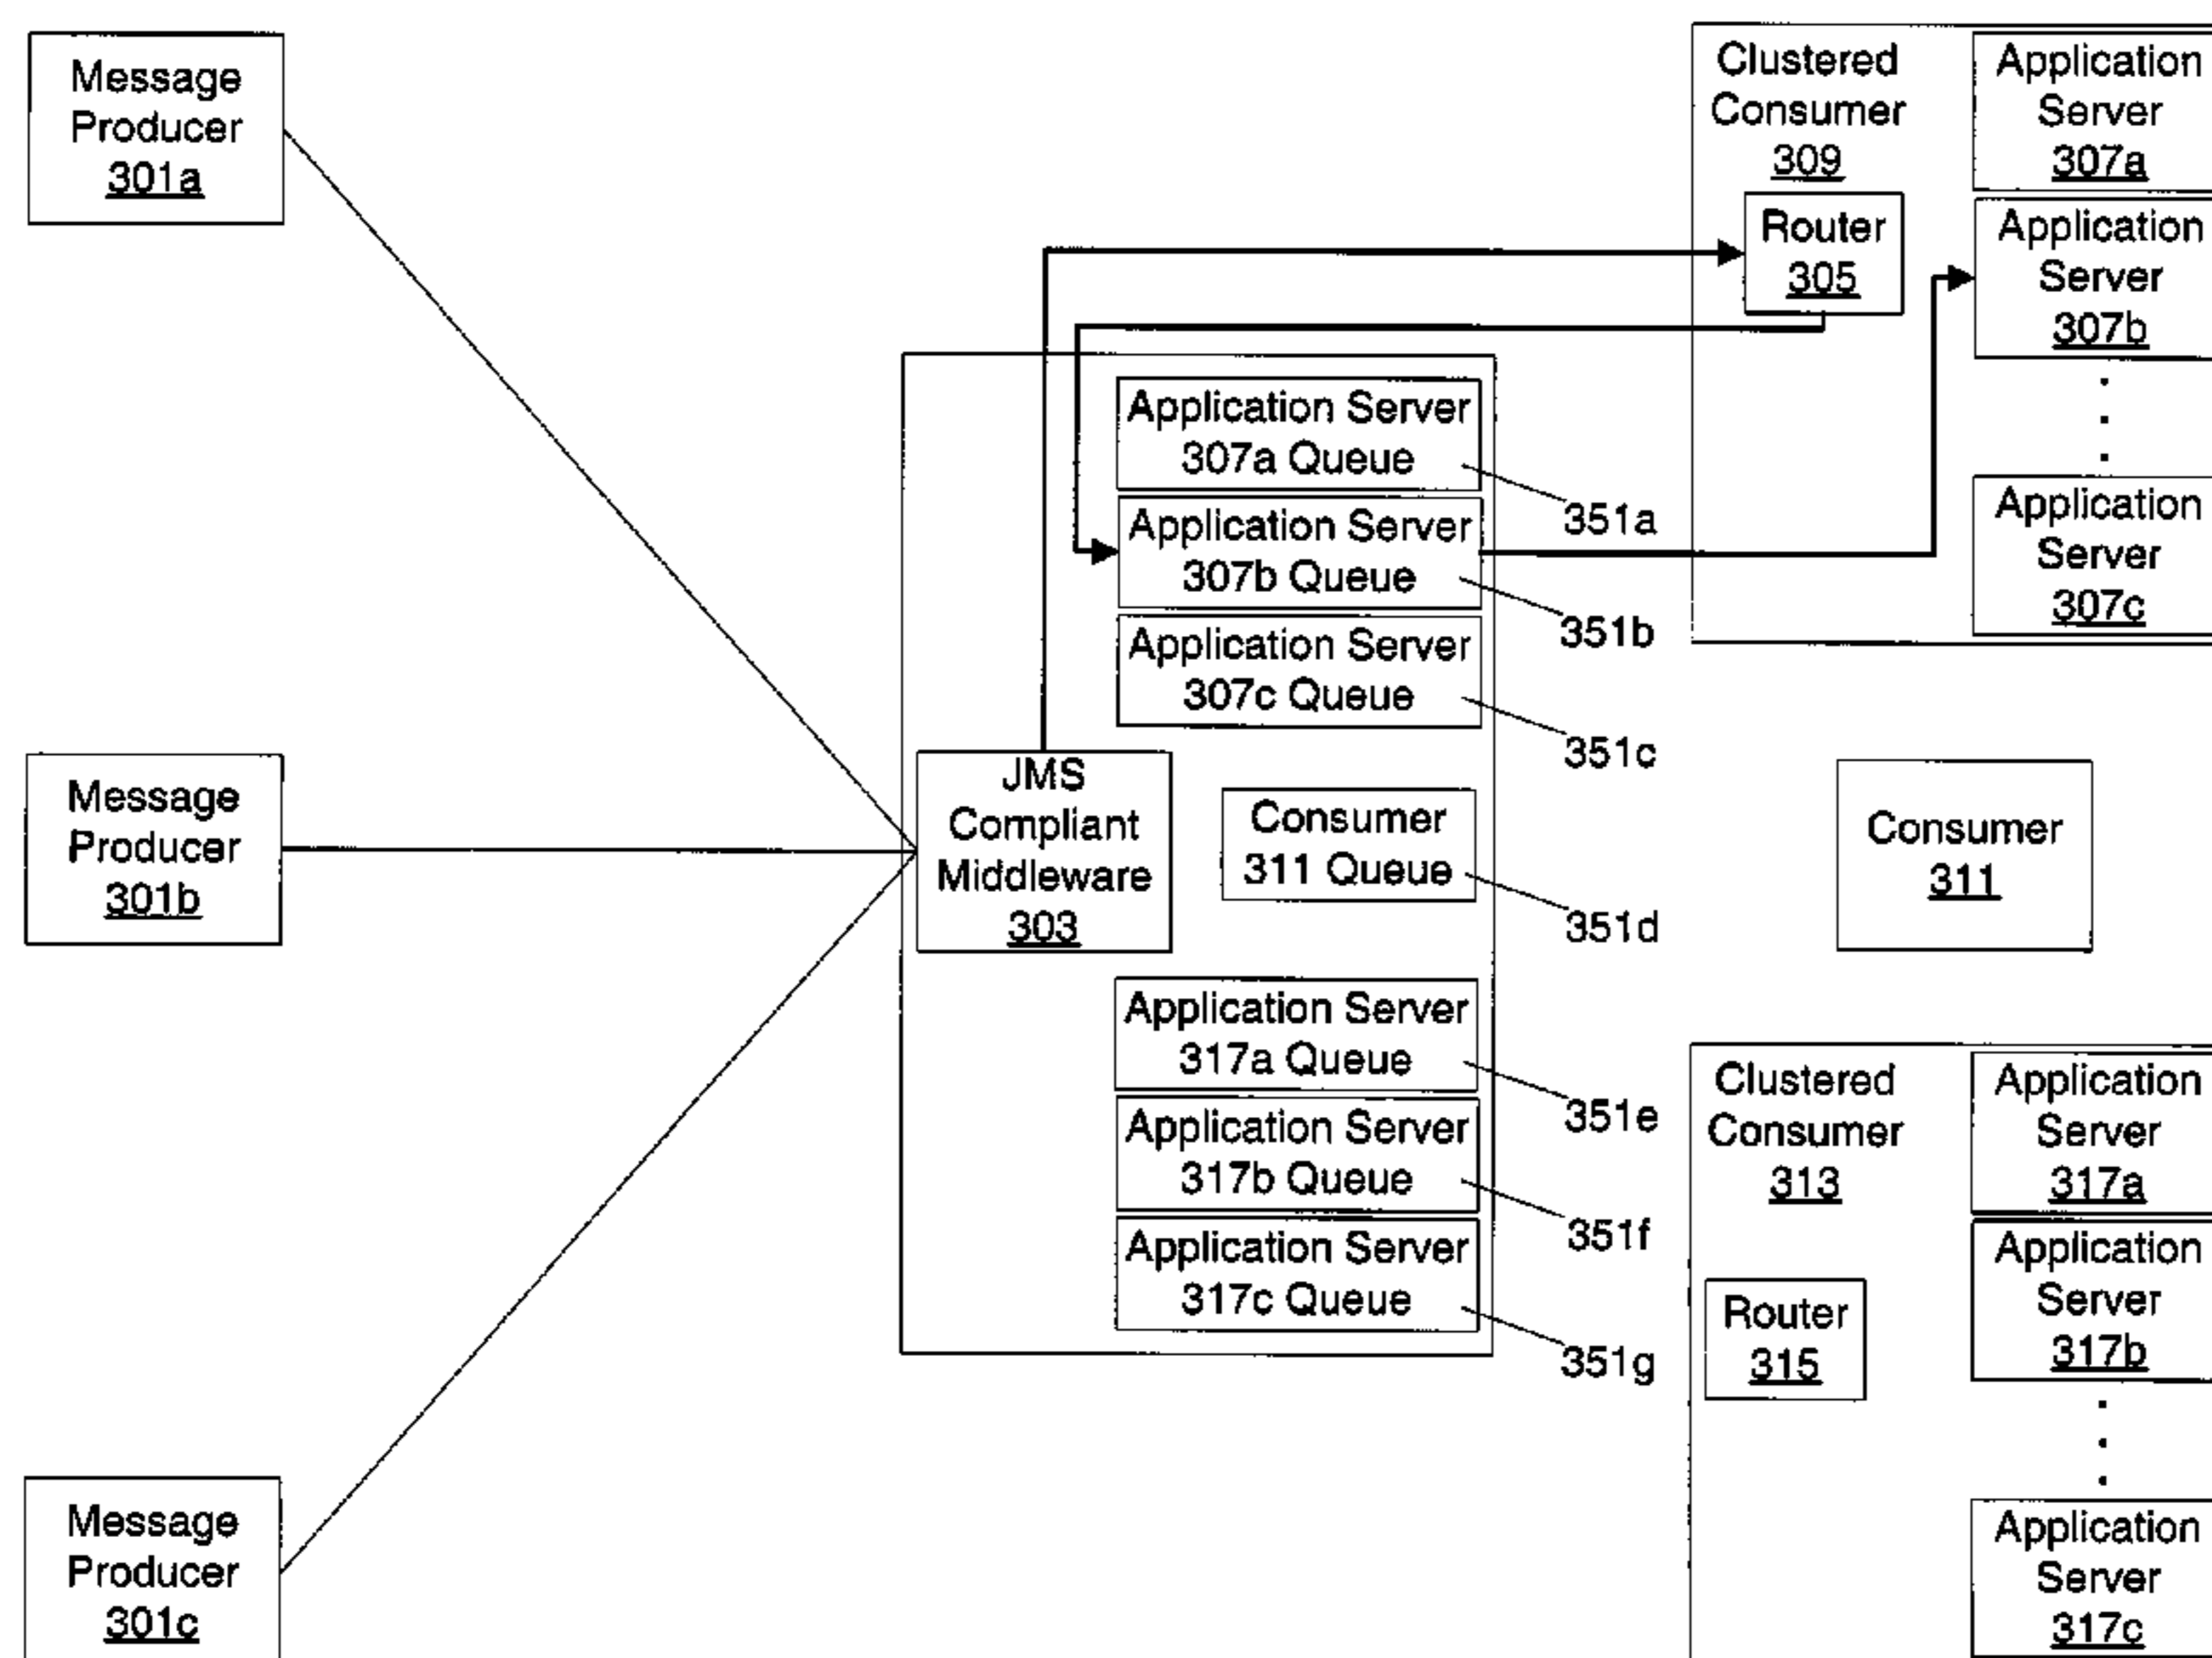 Message
Producer
301a
Message
Producer
301b
Message
Producer
301c
JMS
Compliant
Middleware
303
Application Server
307a Queue
351a
Application Server
307b Queue
351b
Application Server
307c Queue
351c
Consumer
311 Queue
351d
Application Server
317a Queue
351e
Application Server
317b Queue
351f
Application Server
317c Queue
351g
Clustered
Consumer
309
Router
305
Application
Server
307a
Application
Server
307b
Application
Server
307c
Consumer
311
Clustered
Consumer
313
Router
315
Application
Server
317a
Application
Server
317b
Application
Server
317c